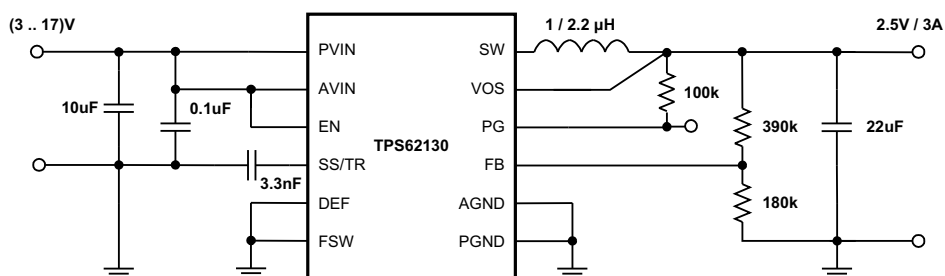 (3 .. 17)V
1 / 2.2 µH
2.5V / 3A
PVIN
SW
AVIN
VOS
10uF
0.1uF
100k
EN
PG
TPS62130
390k
22uF
SS/TR
FB
3.3nF
DEF
AGND
180k
FSW
PGND